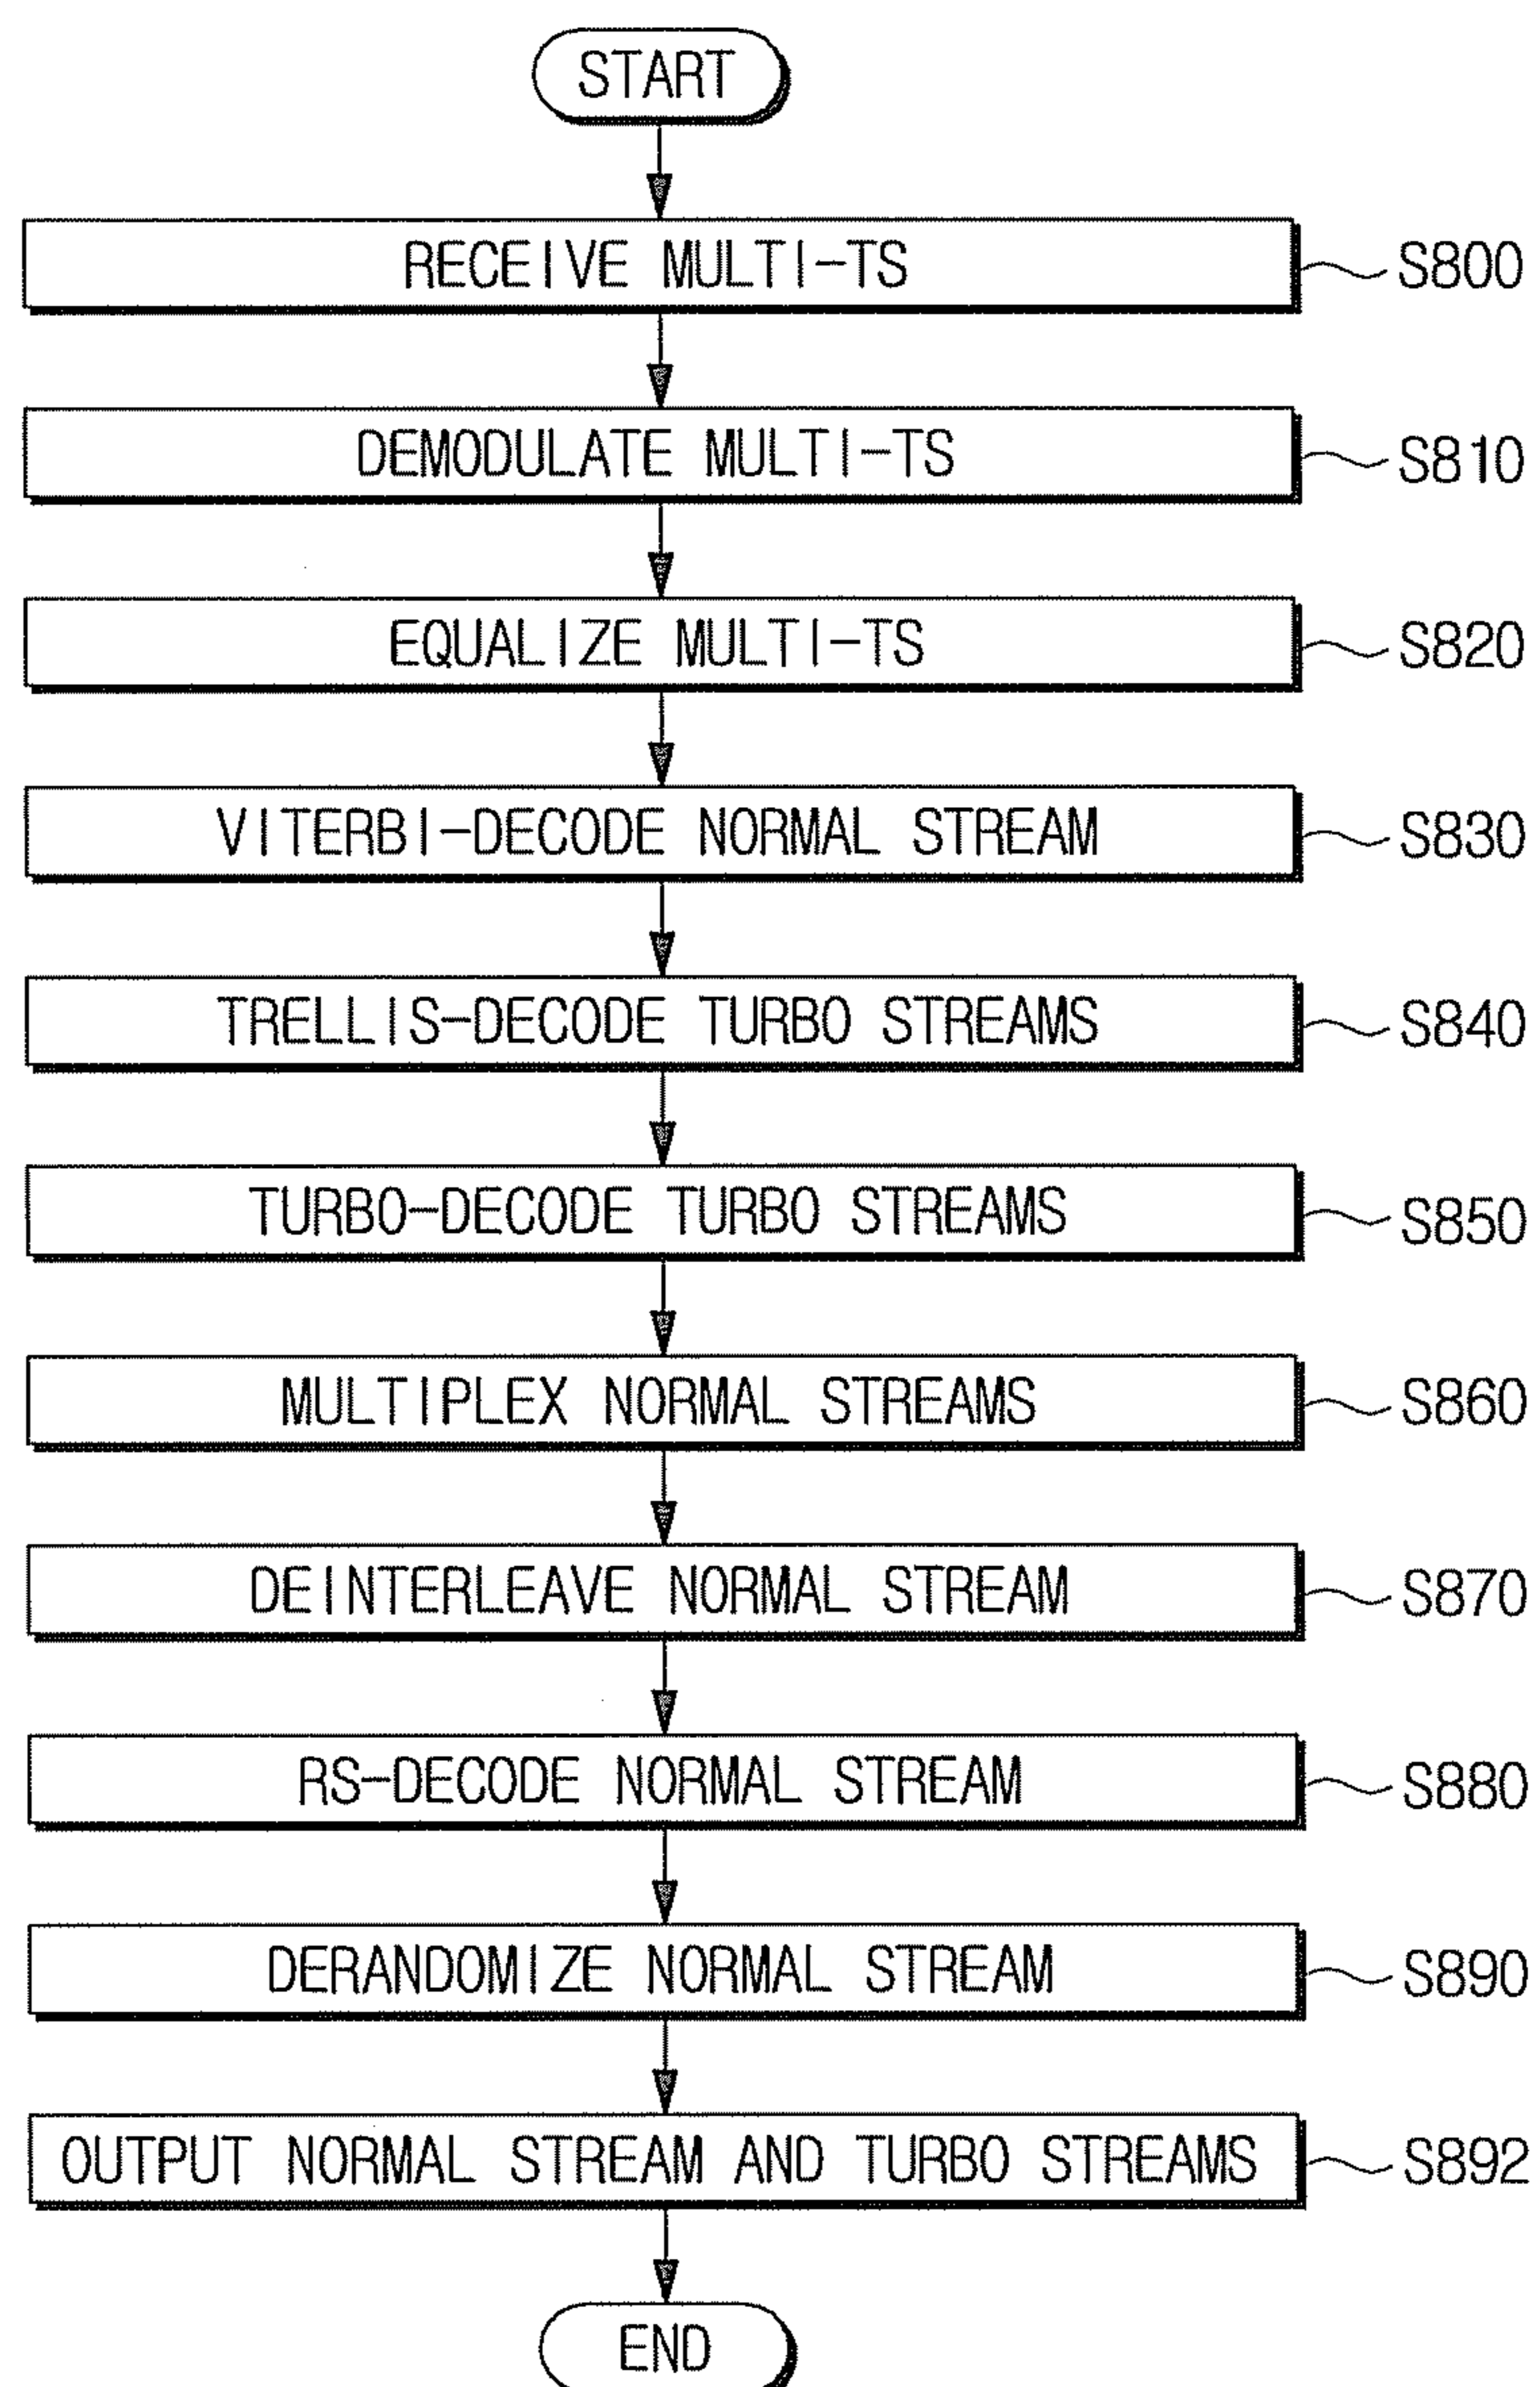 START
RECEIVE MULTI-TS
S800
DEMODULATE MULTI-TS
S810
EQUALIZE MULTI-TS
S820
VITERBI-DECODE NORMAL STREAM
S830
TRELLIS-DECODE TURBO STREAMS
S840
TURBO-DECODE TURBO STREAMS
S850
MULTIPLEX NORMAL STREAMS
S860
DEINTERLEAVE NORMAL STREAM
S870
RS-DECODE NORMAL STREAM
S880
DERANDOMIZE NORMAL STREAM
S890
OUTPUT NORMAL STREAM AND TURBO STREAMS
S892
END